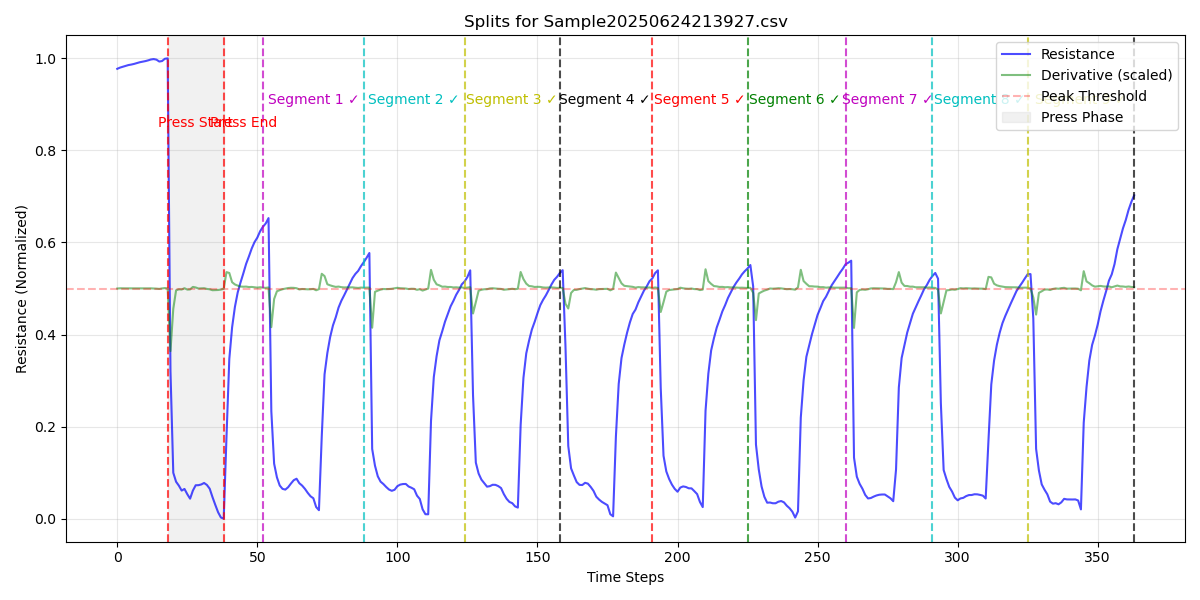 Splits for Sample20250624213927.csv
Resistance (Normalized)
1.0
0.8
0.6
0.4
0.2
0.0
Resistance
Derivative (scaled)
Peak Threshold
Press Phase
Segment 1 ✓
Segment 2 ✓
Segment 3 ✓
Segment 4 ✓
Segment 5 ✓
Segment 6 ✓
Segment 7 ✓
Segment 8 ✓
Press Start
Press End
0 50 100 150 200 250 300 350
Time Steps